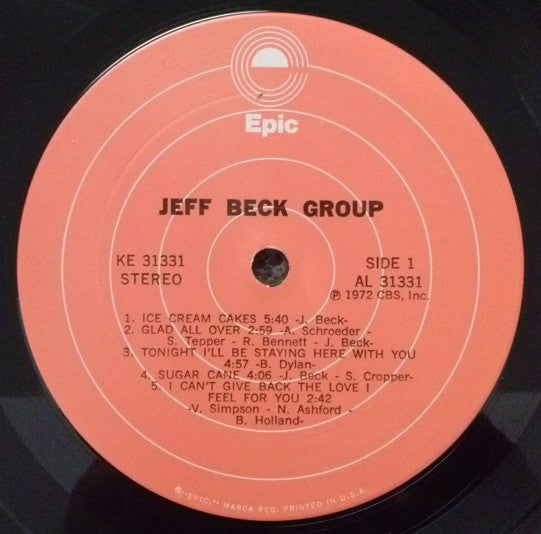 Epic
JEFF BECK GROUP
KE 31331
STEREO
SIDE 1
AL 31331
℗ 1972 CBS, Inc.
1. ICE CREAM CAKES 5:40 -J. Beck-
2. GLAD ALL OVER 2:59 -A. Schroeder -
S. Tepper - R. Bennett - J. Beck-
3. TONIGHT I'LL BE STAYING HERE WITH YOU
4:57 -B. Dylan-
4. SUGAR CANE 4:06 -J. Beck - S. Cropper-
5. I CAN'T GIVE BACK THE LOVE I
FEEL FOR YOU 2:42
-V. Simpson - N. Ashford -
B. Holland-
®"EPIC," MARCA REG. PRINTED IN U.S.A.